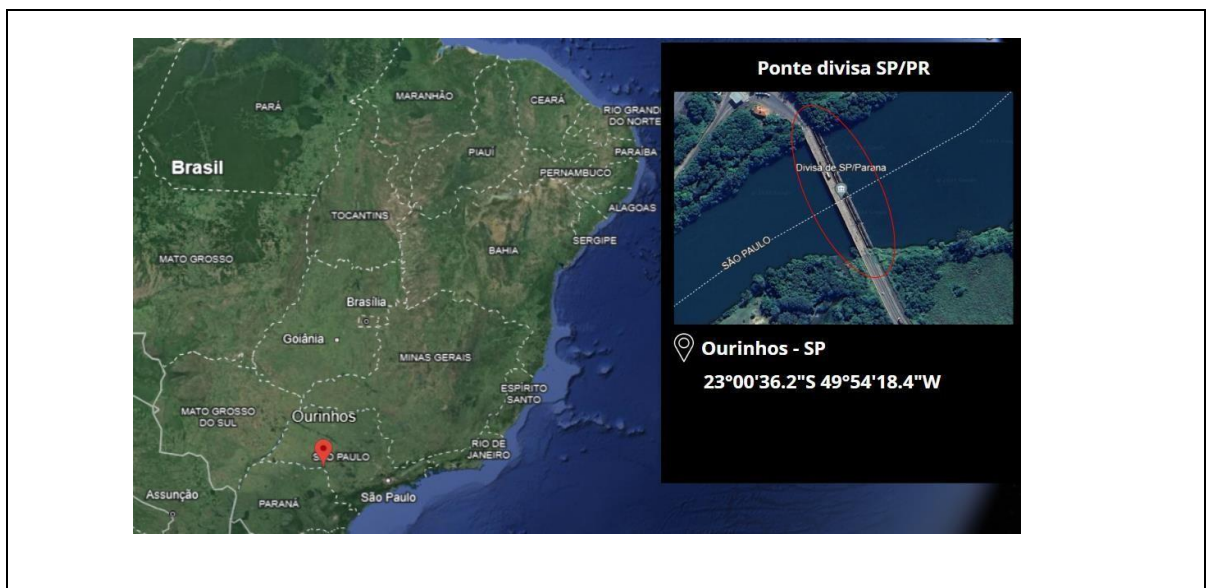 PARÁ
MARANHÃO
CEARÁ
RIO GRAND
DO NORTE
Brasil
PIAUÍ
PARAÍBA
PERNAMBUCO
ALAGOAS
TOCANTINS
SERGIPE
BAHIA
MATO GROSSO
Brasília
Goiânia
MINAS GERAIS
ESPÍRITO
SANTO
MATO GROSSO
DO SUL
Ourinhos
RIO DE
JANEIRO
SÃO PAULO
Assunção
PARANÁ
São Paulo
Ponte divisa SP/PR
Divisa de SP/Parana
SÃO PAULO
Ourinhos - SP
23°00'36.2"S 49°54'18.4"W